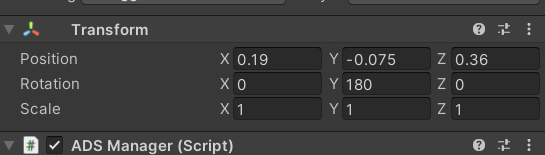 Transform
Position X 0.19 Y -0.075 Z 0.36
Rotation X 0 Y 180 Z 0
Scale X 1 Y 1 Z 1
# ADS Manager (Script)